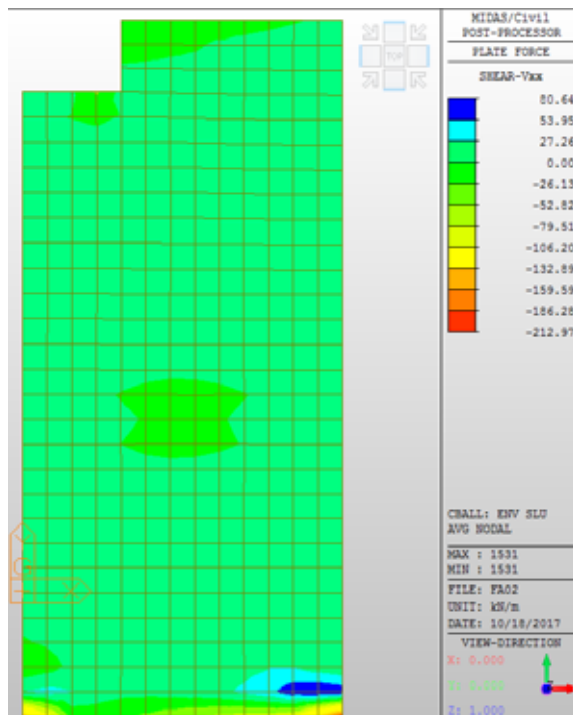 TOP
MIDAS/Civil
POST-PROCESSOR
PLATE FORCE
SHEAR-Vxx
80.64
53.95
27.26
0.00
-26.13
-52.82
-79.51
-106.20
-132.89
-159.59
-186.28
-212.97
CBALL: ENV SLU
AVG NODAL
MAX : 1531
MIN : 1531
FILE: FA02
UNIT: kN/m
DATE: 10/18/2017
VIEW-DIRECTION
X: 0.000
Z: 1.000